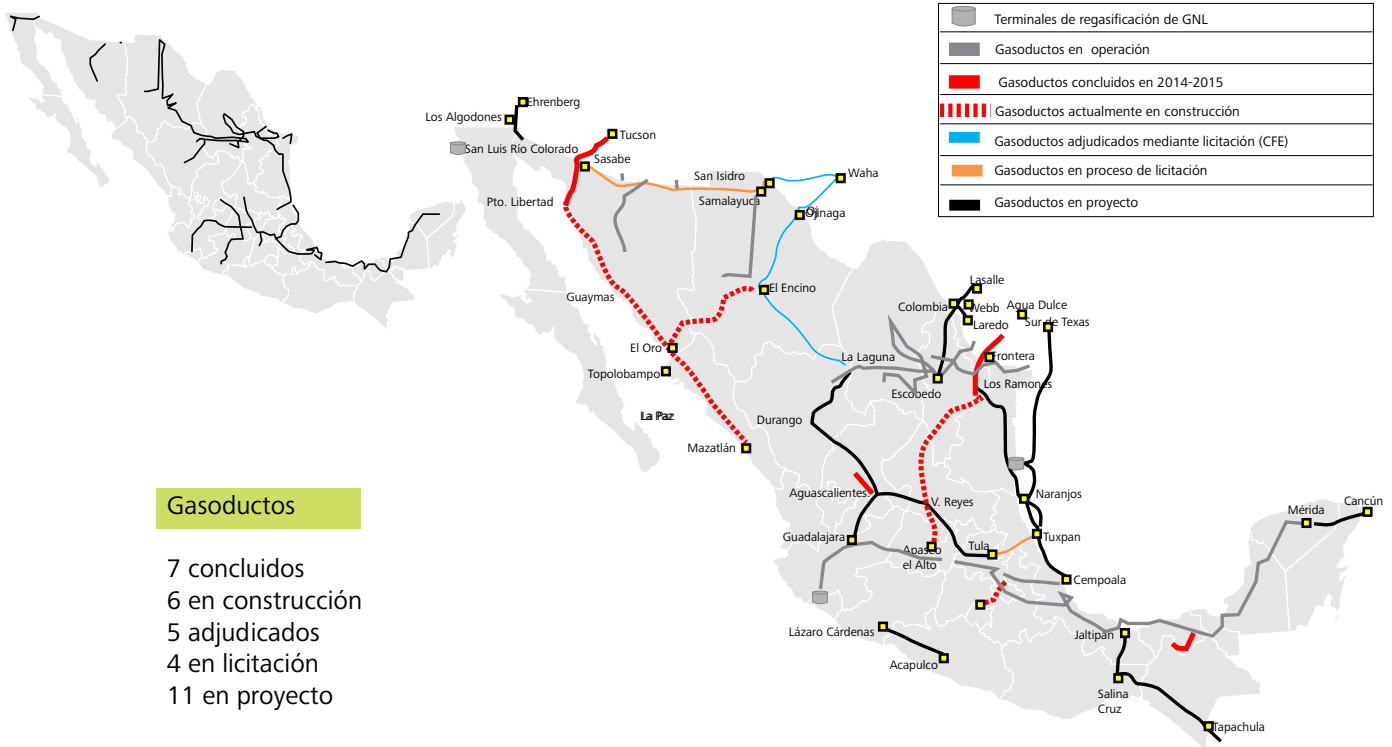 Terminales de regasificación de GNL
Gasoductos en operación
Gasoductos concluidos en 2014-2015
Gasoductos actualmente en construcción
Gasoductos adjudicados mediante licitación (CFE)
Gasoductos en proceso de licitación
Gasoductos en proyecto
Ehrenberg
Los Algodones
Tucson
San Luis Río Colorado
Sasabe
San Isidro
Waha
Samalayuca
Pto. Libertad
Ojinaga
El Encino
Guaymas
Lasalle
Colombia
Webb
Agua Dulce
Laredo
Sur de Texas
El Oro
La Laguna
Frontera
Topolobampo
Escobedo
Los Ramones
La Paz
Durango
Mazatlán
Aguascalientes
V. Reyes
Naranjos
Mérida
Cancún
Guadalajara
Apaseo
el Alto
Tula
Tuxpan
Cempoala
Lázaro Cárdenas
Jaltipan
Acapulco
Salina
Cruz
Tapachula
Gasoductos
7 concluidos
6 en construcción
5 adjudicados
4 en licitación
11 en proyecto